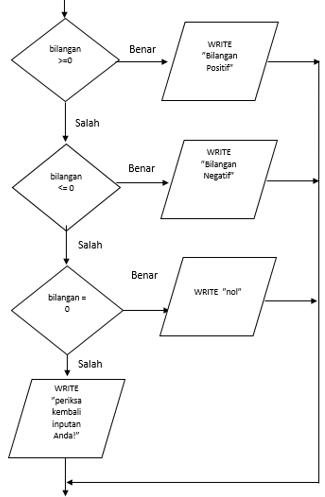 bilangan
>=0
Benar
WRITE
"Bilangan
Positif"
Salah
bilangan
<= 0
Benar
WRITE
"Bilangan
Negatif"
Salah
bilangan =
0
Benar
WRITE "nol"
Salah
WRITE
"periksa
kembali
inputan
Anda!"